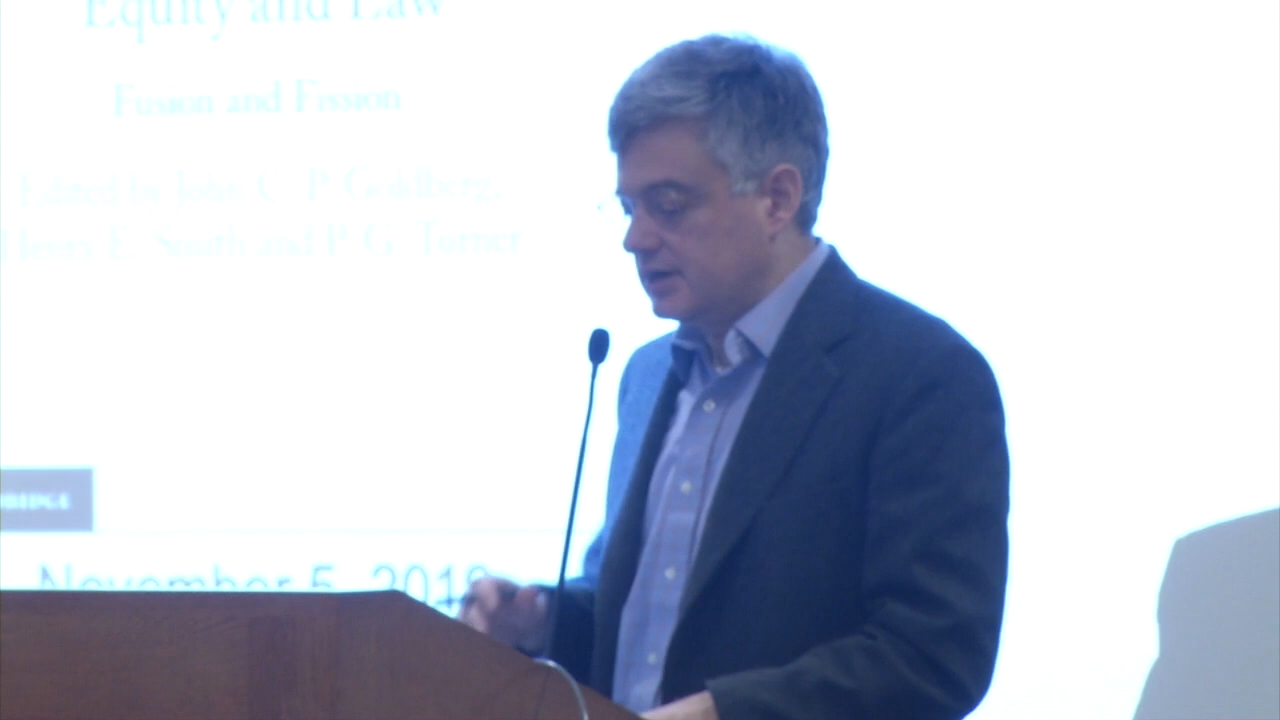 Equity and Law
Fusion and Fission
Edited by John C. P. Goldberg,
Henry E. Smith and P. G. Turner
November 5, 2019